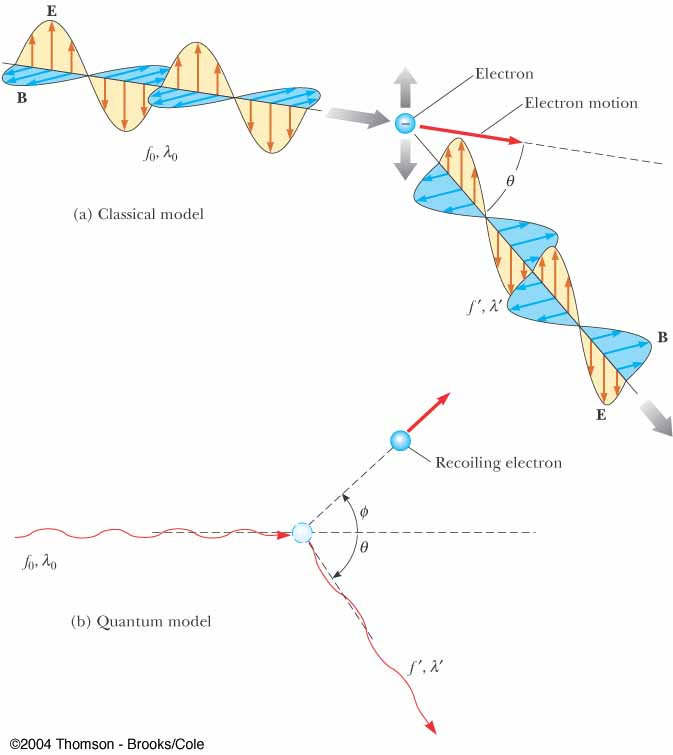 E
B
f₀, λ₀
(a) Classical model
Electron
Electron motion
−
θ
f′, λ′
B
E
Recoiling electron
ϕ
θ
f₀, λ₀
(b) Quantum model
f′, λ′
©2004 Thomson - Brooks/Cole